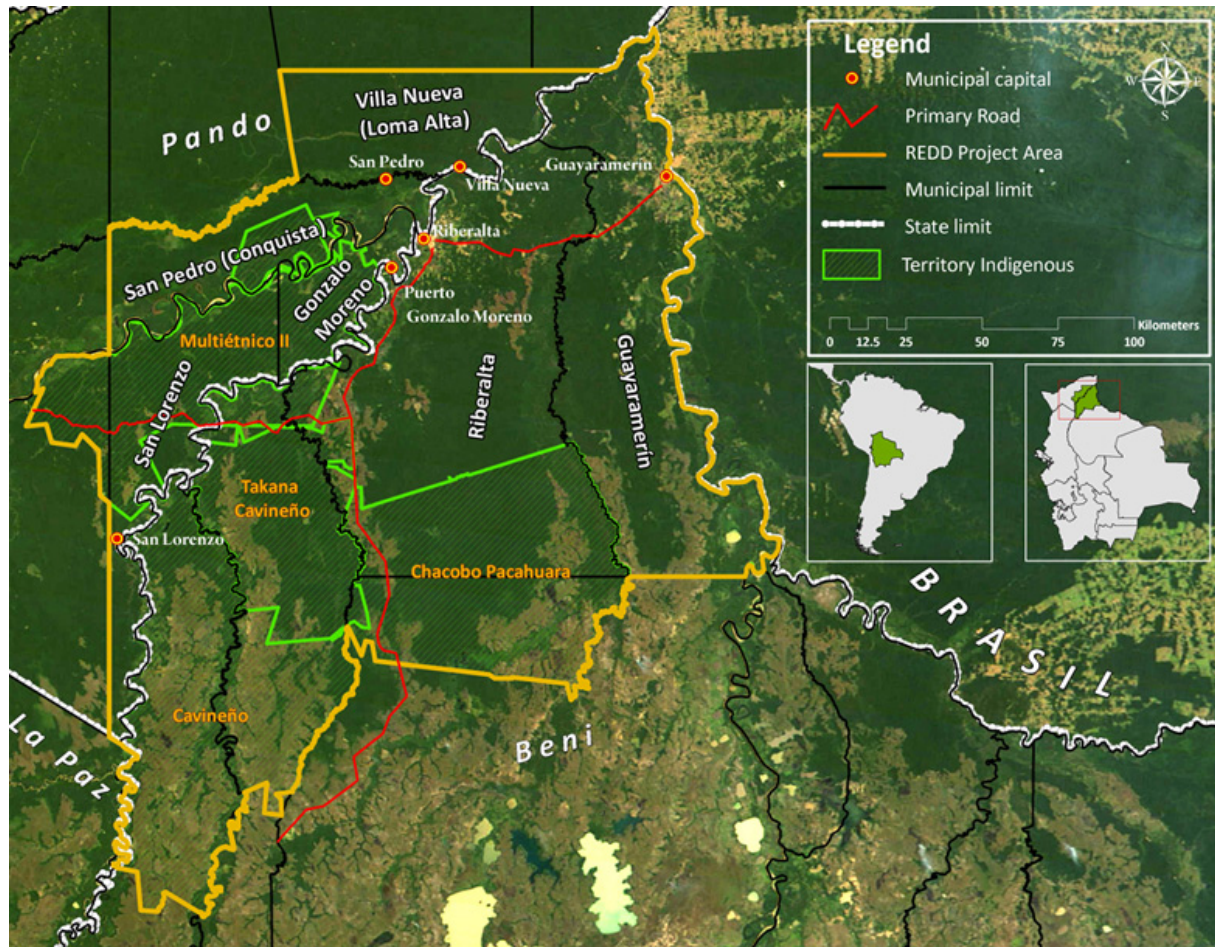 Legend
Municipal capital
Primary Road
REDD Project Area
Municipal limit
State limit
Territory Indigenous
Kilometers
0 12.5 25 50 75 100
N
W
E
S
Pando
Villa Nueva
(Loma Alta)
San Pedro
Villa Nueva
Guayaramerín
Riberalta
San Pedro (Conquista)
Gonzalo
Moreno
Puerto
Gonzalo Moreno
Multiétnico II
San Lorenzo
Riberalta
Guayaramerín
Takana
Cavineño
San Lorenzo
Chacobo Pacahuara
Cavineño
La Paz
Beni
BRASIL